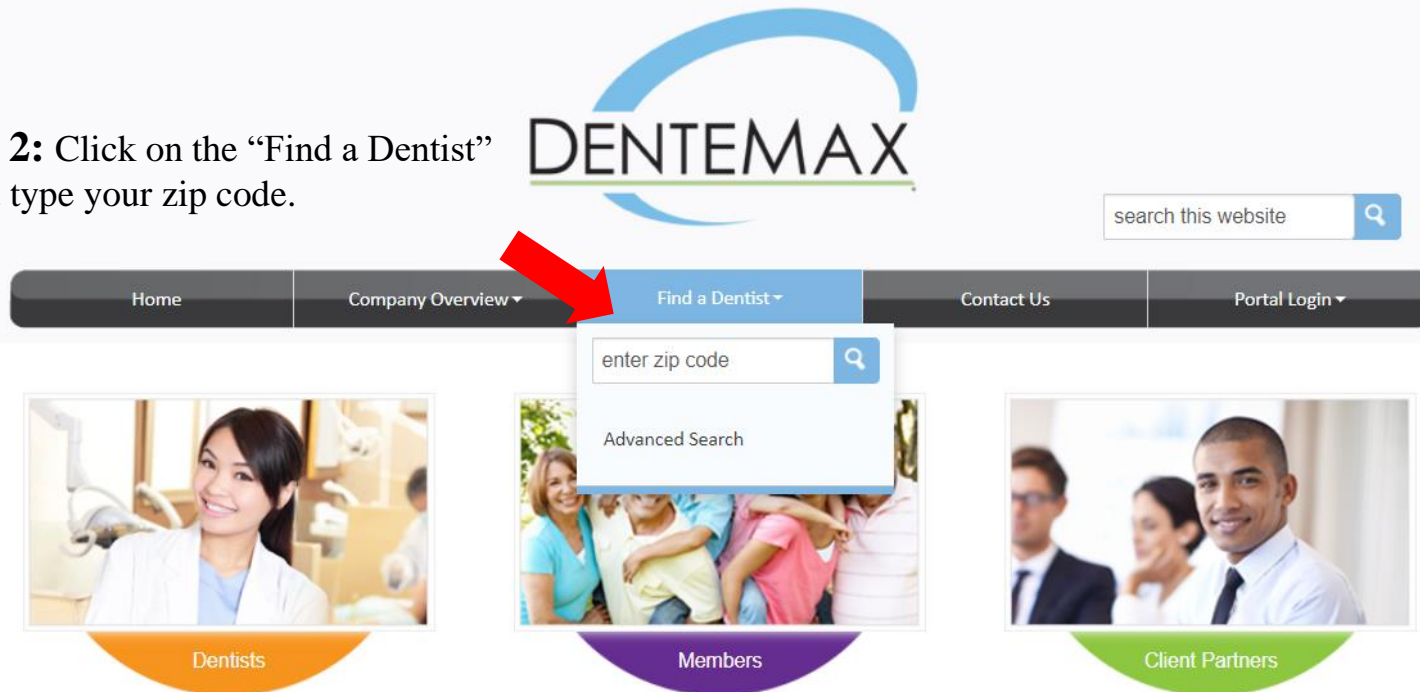 2: Click on the “Find a Dentist”
type your zip code.
DENTEMAX
search this website
Home
Company Overview
Find a Dentist
Contact Us
Portal Login
enter zip code
Advanced Search
Dentists
Members
Client Partners